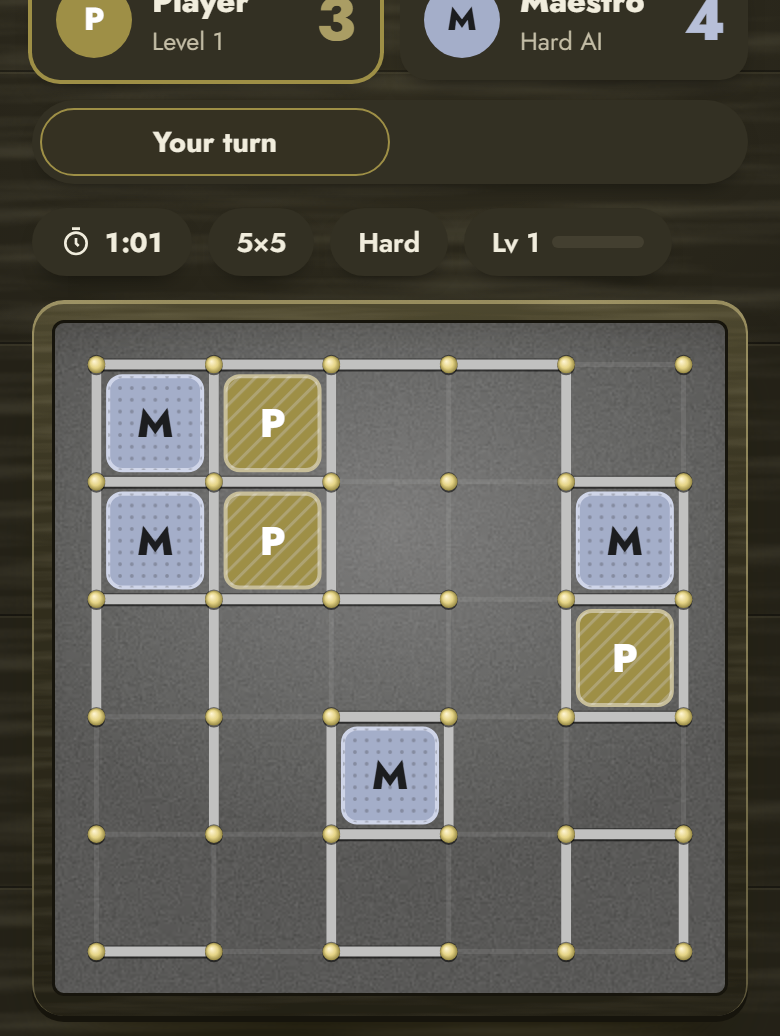 P Player 3
Level 1
M Maestro 4
Hard AI
Your turn
1:01 5×5 Hard Lv 1
M P
M P M
P
M